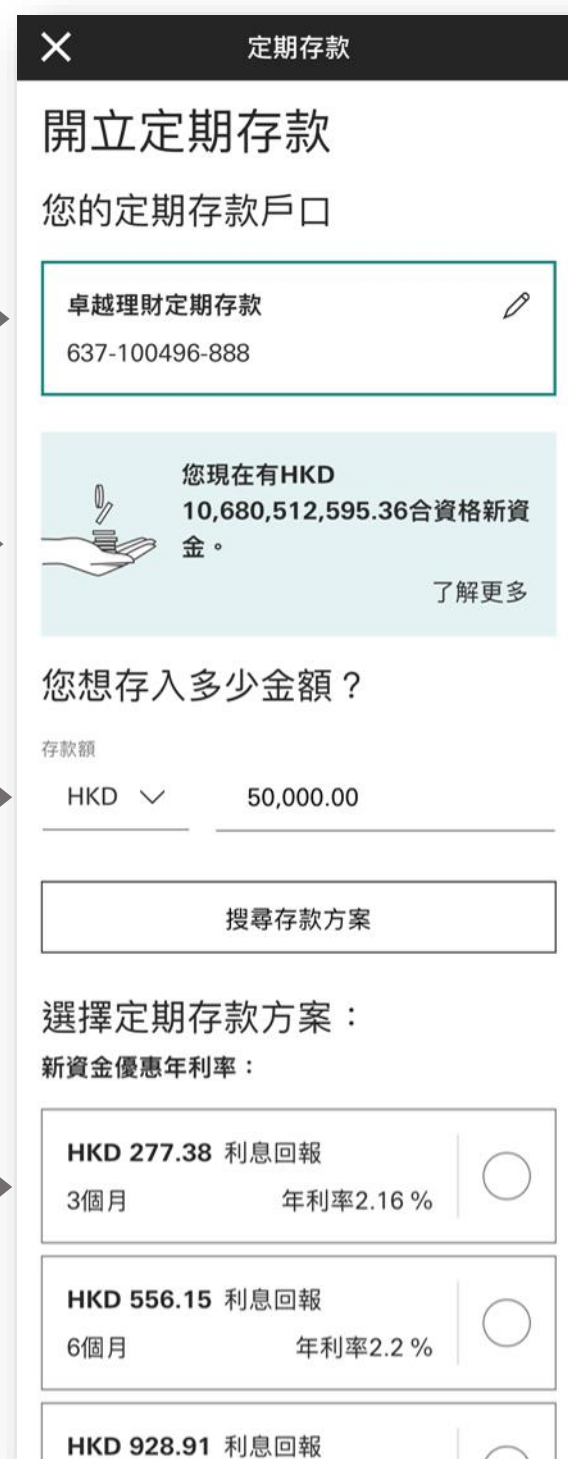 定期存款
開立定期存款
您的定期存款戶口
卓越理財定期存款
637-100496-888
您現在有HKD
10,680,512,595.36合資格新資
金。
了解更多
您想存入多少金額？
存款額
HKD 50,000.00
搜尋存款方案
選擇定期存款方案：
新資金優惠年利率：
HKD 277.38 利息回報
3個月 年利率2.16 %
HKD 556.15 利息回報
6個月 年利率2.2 %
HKD 928.91 利息回報